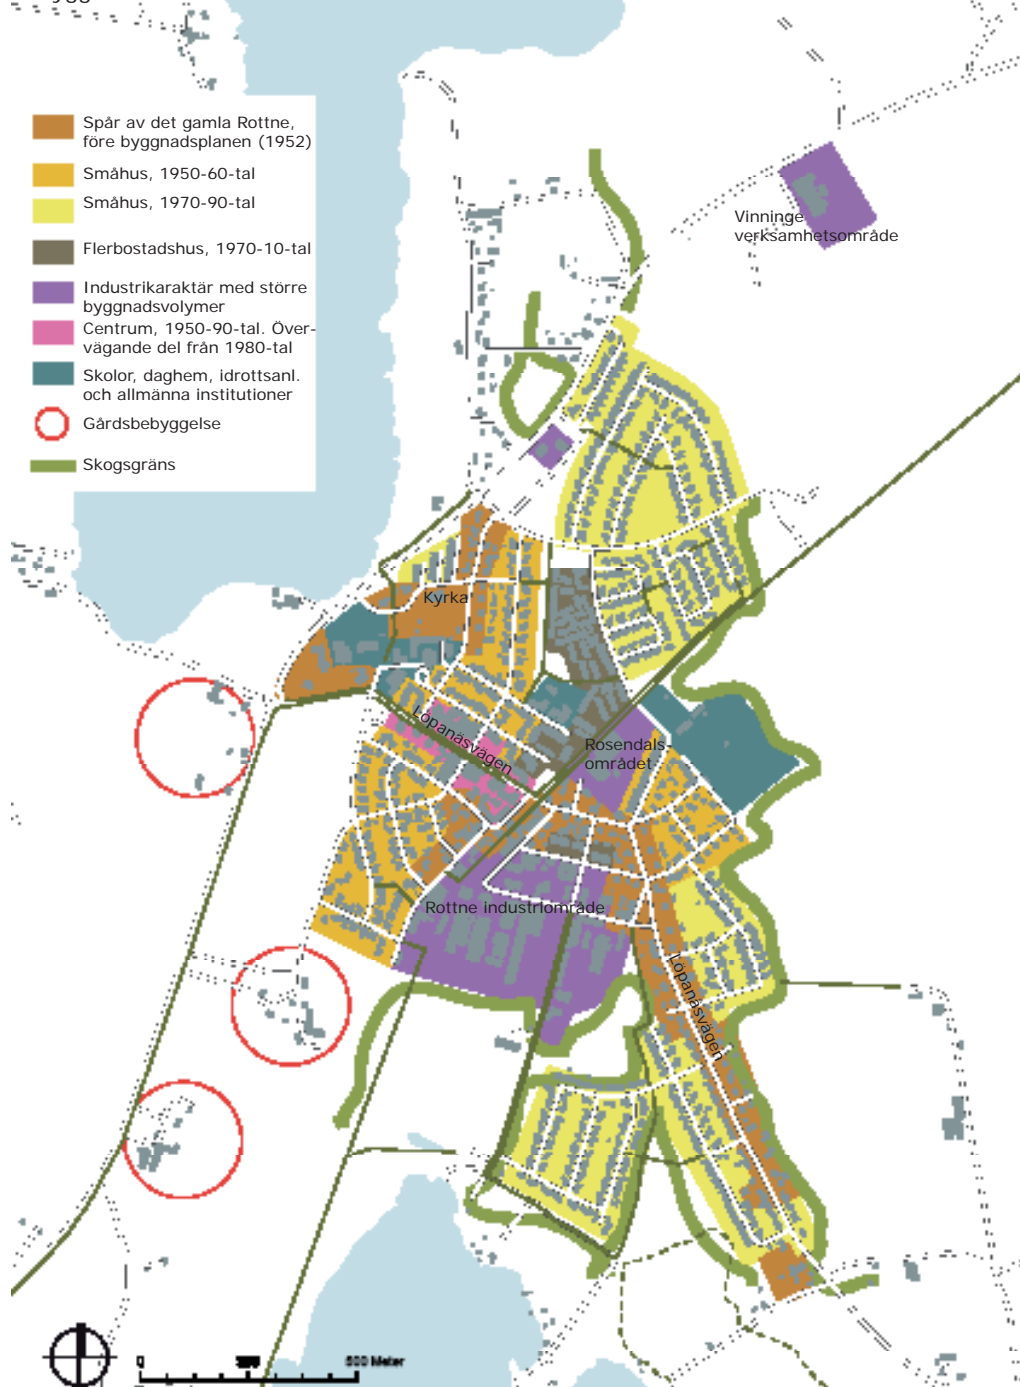 Spår av det gamla Rottne,
före byggnadsplanen (1952)
Småhus, 1950-60-tal
Småhus, 1970-90-tal
Flerbostadshus, 1970-10-tal
Industrikaraktär med större
byggnadsvolymer
Centrum, 1950-90-tal. Över-
vägande del från 1980-tal
Skolor, daghem, idrottsanl.
och allmänna institutioner
Gårdsbebyggelse
Skogsgräns
Vinninge
verksamhetsområde
Kyrka
Löpanäsvägen
Rosendals-
området
Rottne industriområde
Löpanäsvägen
0
500 Meter